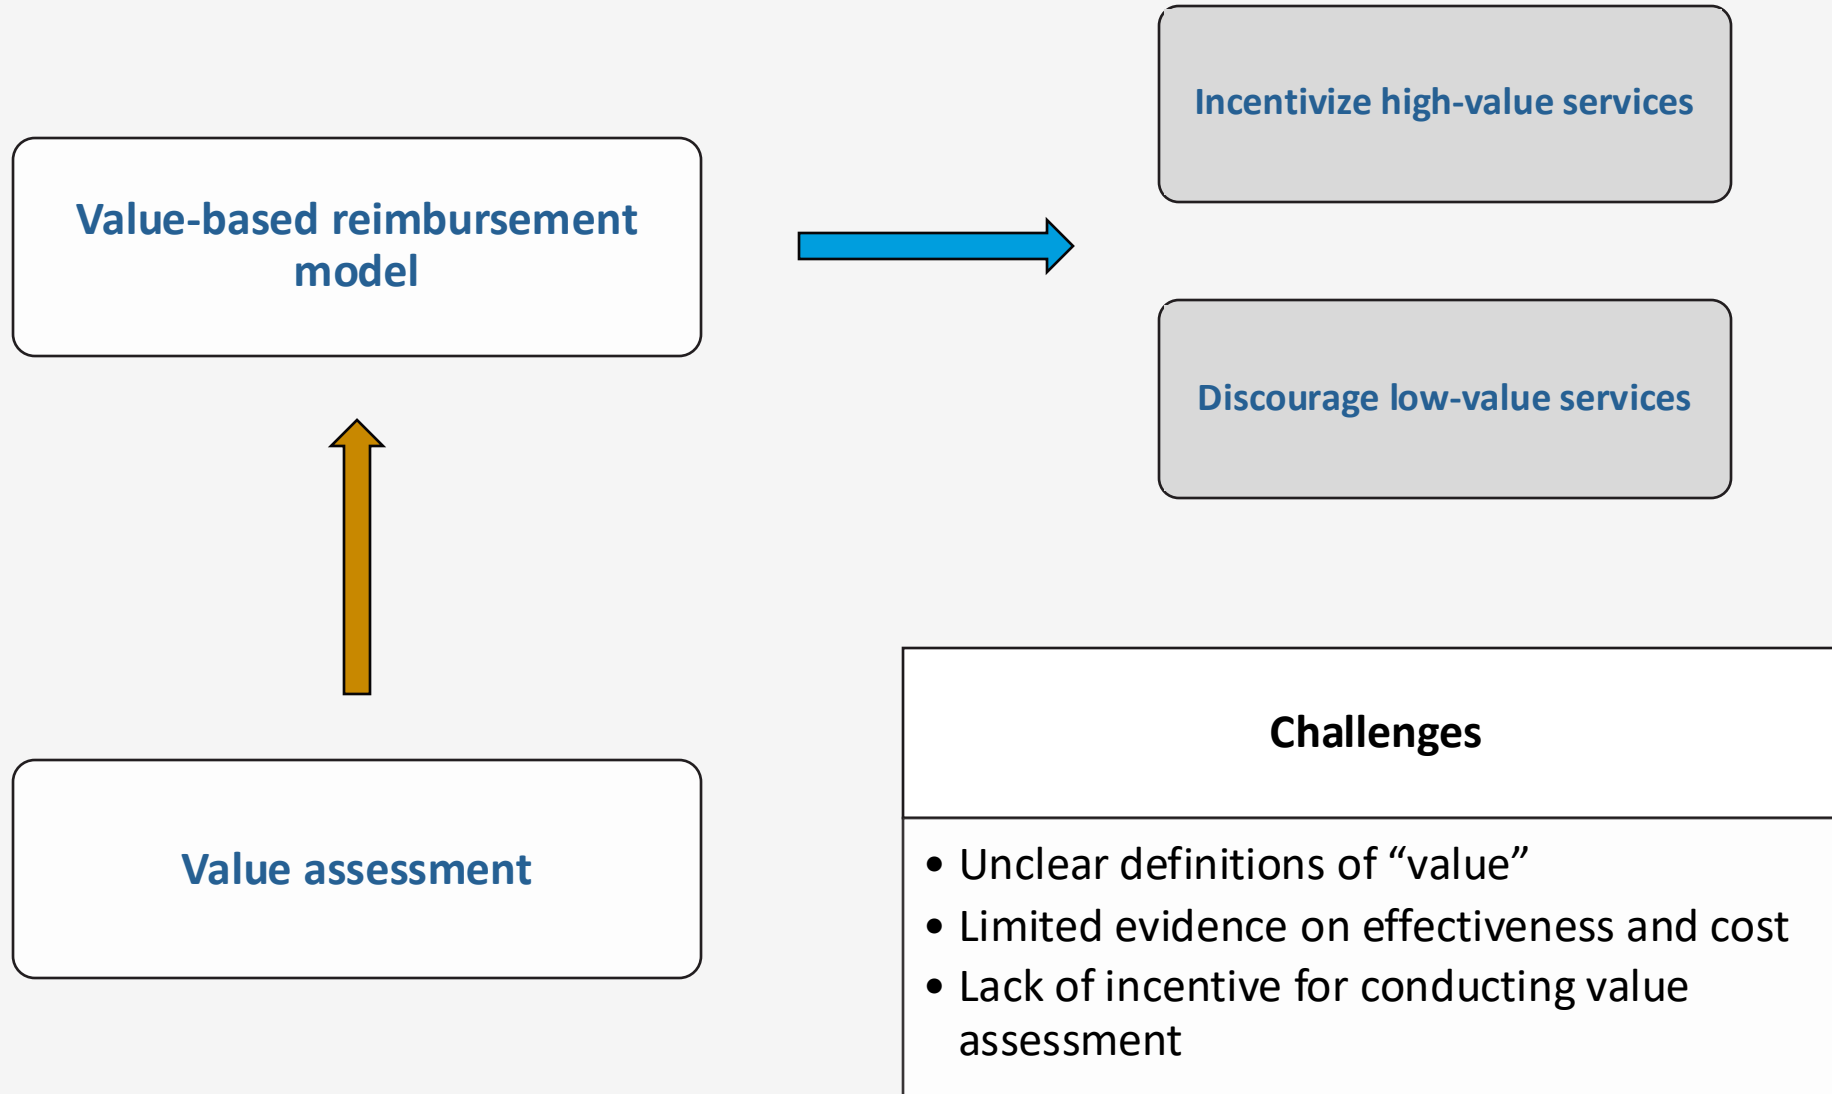 Incentivize high-value services
Value-based reimbursement
model
Discourage low-value services
Value assessment
Challenges
• Unclear definitions of “value”
• Limited evidence on effectiveness and cost
• Lack of incentive for conducting value
assessment